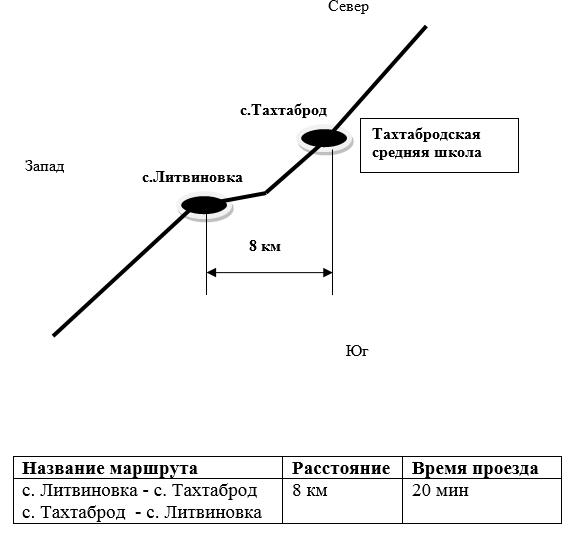 Север
с.Тахтаброд
Тахтабродская
средняя школа
Запад
с.Литвиновка
8 км
Юг
Название маршрута Расстояние Время проезда
с. Литвиновка - с. Тахтаброд 8 км 20 мин
с. Тахтаброд - с. Литвиновка